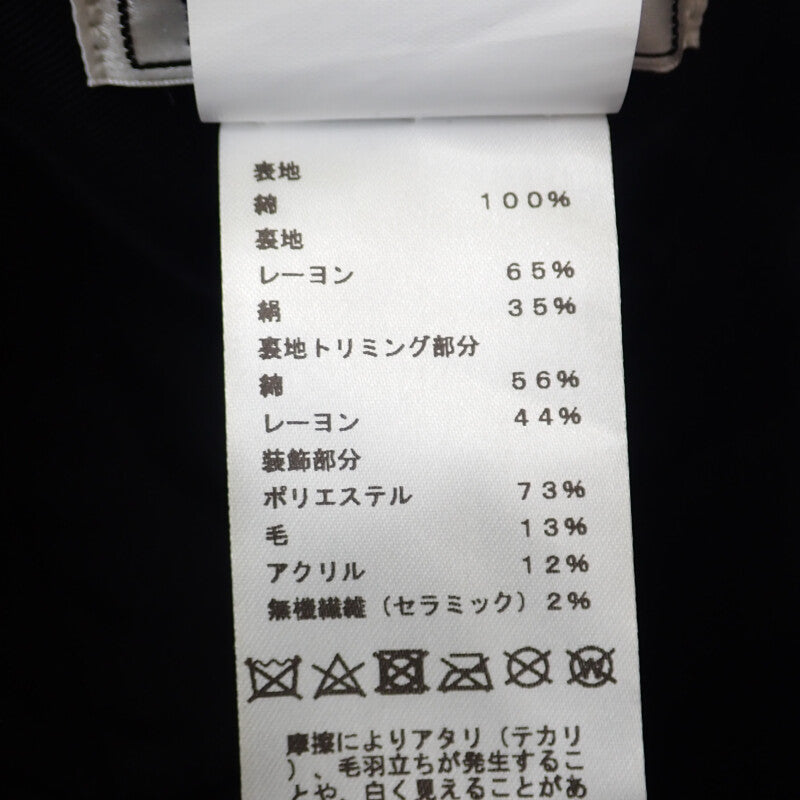 表地
綿 100%
裏地
レーヨン 65%
絹 35%
裏地トリミング部分
綿 56%
レーヨン 44%
装飾部分
ポリエステル 73%
毛 13%
アクリル 12%
無機繊維(セラミック)2%
摩擦によりアタリ(テカリ
)、毛羽立ちが発生するこ
とや、白く見えることがあ